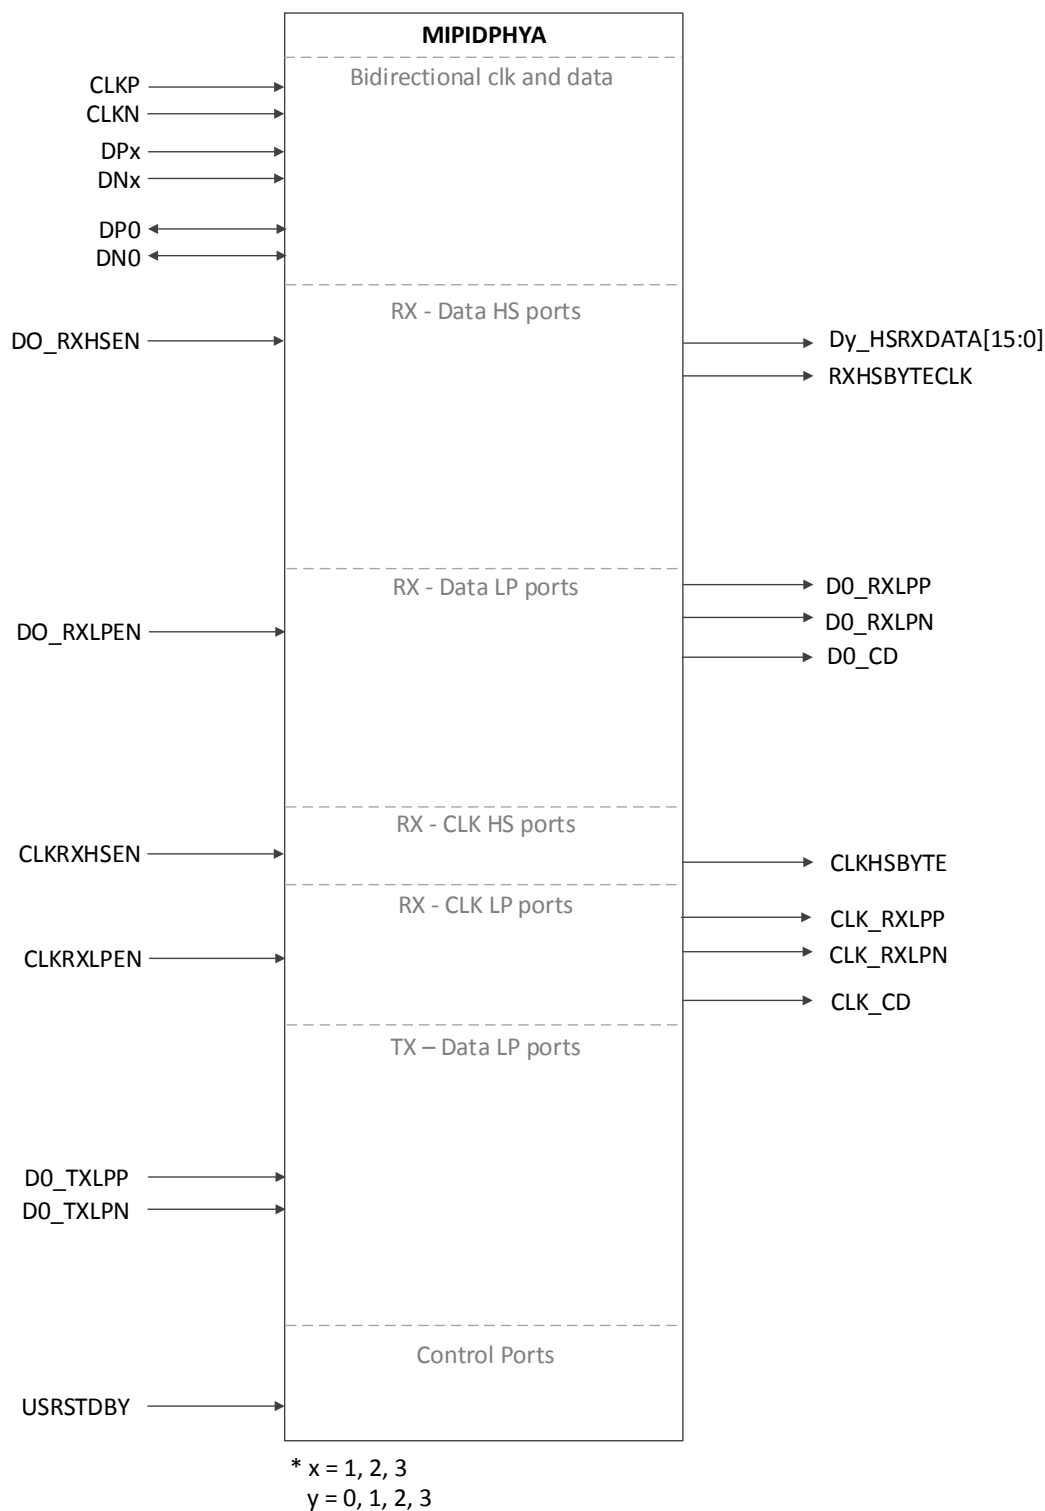 MIPIDPHYA
Bidirectional clk and data
CLKP
CLKN
DPx
DNx
DP0
DN0
RX - Data HS ports
DO_RXHSEN
Dy_HSRXDATA[15:0]
RXHSBYTECLK
RX - Data LP ports
DO_RXLPEN
D0_RXLPP
D0_RXLPN
D0_CD
RX - CLK HS ports
CLKRXHSEN
CLKHSBYTE
RX - CLK LP ports
CLKRXLPEN
CLK_RXLPP
CLK_RXLPN
CLK_CD
TX – Data LP ports
D0_TXLPP
D0_TXLPN
Control Ports
USRSTDBY
* x = 1, 2, 3
y = 0, 1, 2, 3